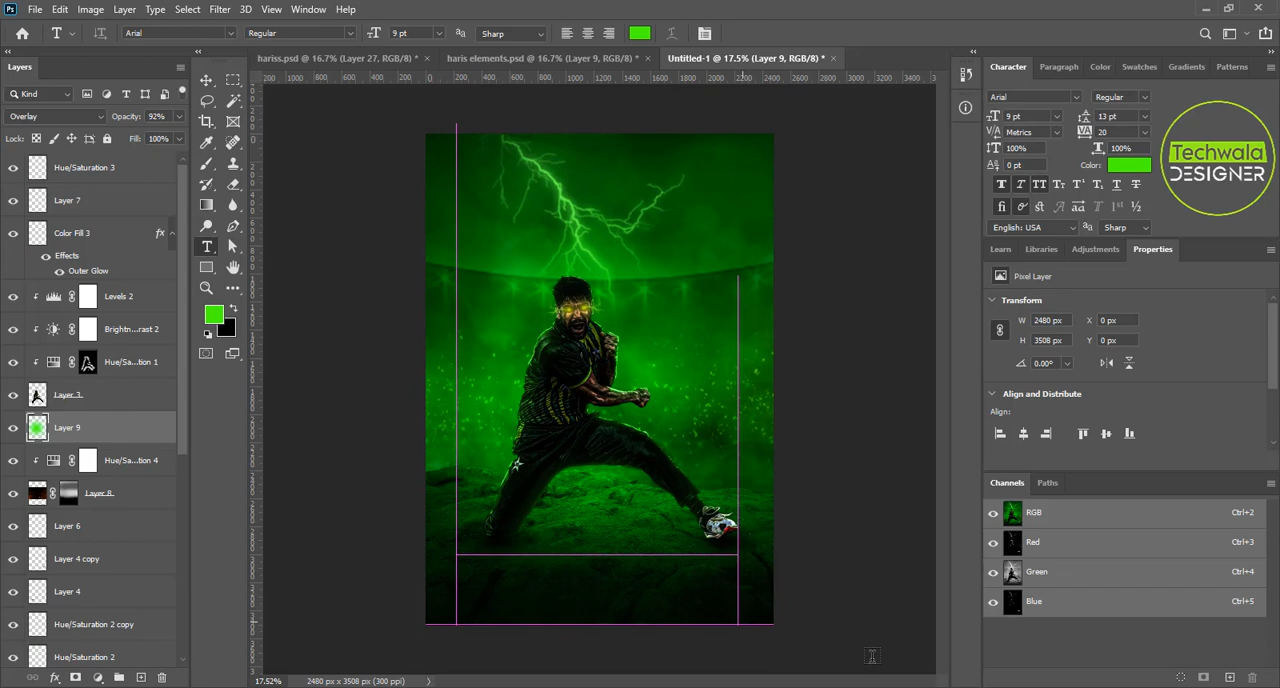 Ps File Edit Image Layer Type Select Filter 3D View Window Help
T Arial Regular 9 pt Sharp
hariss.psd @ 16.7% (Layer 27, RGB/8) * × haris elements.psd @ 16.7% (Layer 9, RGB/8) * × Untitled-1 @ 17.5% (Layer 9, RGB/8) * ×
Layers
Kind
Overlay Opacity: 92%
Lock: Fill: 100%
Hue/Saturation 3
Layer 7
Color Fill 3 fx
Effects
Outer Glow
Levels 2
Brightn...rast 2
Hue/Sa...tion 1
Layer 3
Layer 9
Hue/Sa...tion 4
Layer 8
Layer 6
Layer 4 copy
Layer 4
Hue/Saturation 2 copy
Hue/Saturation 2
17.52% 2480 px x 3508 px (300 ppi)
Character Paragraph Color Swatches Gradients Patterns
Arial Regular
9 pt 13 pt
Metrics 20
100% 100%
0 pt Color:
English: USA Sharp
Techwala
DESIGNER
Learn Libraries Adjustments Properties
Pixel Layer
Transform
W 2480 px X 0 px
H 3508 px Y 0 px
0.00°
Align and Distribute
Align:
Channels Paths
RGB Ctrl+2
Red Ctrl+3
Green Ctrl+4
Blue Ctrl+5